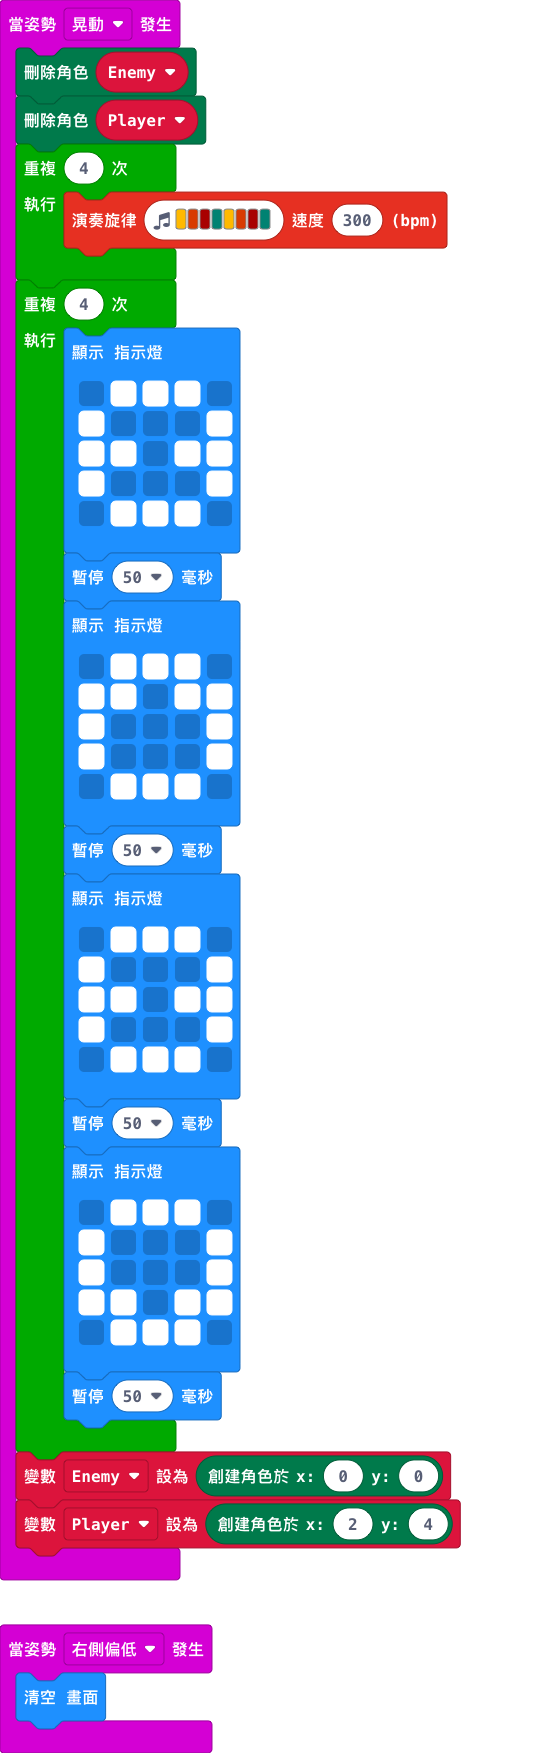 當姿勢 晃動 發生
刪除角色 Enemy
刪除角色 Player
重複 4 次
執行
演奏旋律 速度 300 (bpm)
重複 4 次
執行
顯示 指示燈
暫停 50 毫秒
顯示 指示燈
暫停 50 毫秒
顯示 指示燈
暫停 50 毫秒
顯示 指示燈
暫停 50 毫秒
變數 Enemy 設為 創建角色於 x: 0 y: 0
變數 Player 設為 創建角色於 x: 2 y: 4
當姿勢 右側偏低 發生
清空 畫面